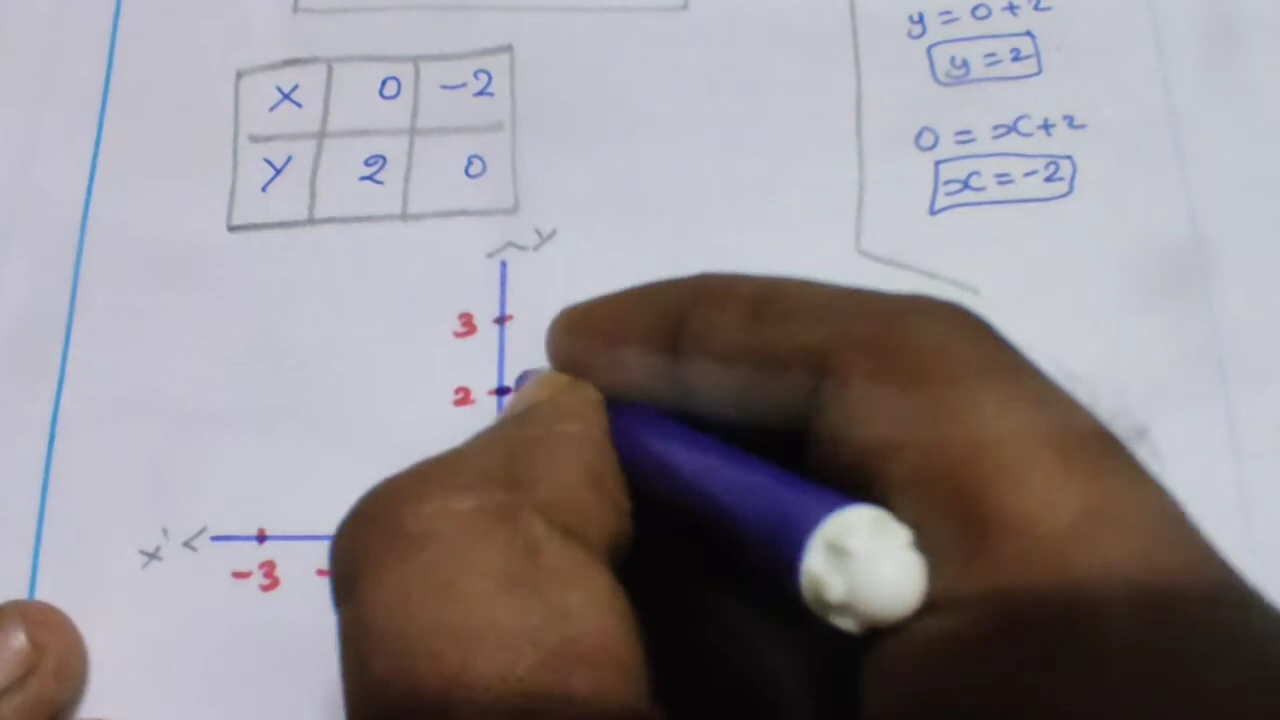 y = 0 + 2
y = 2
0 = x + 2
x = -2
X 0 -2
Y 2 0
Y
3
2
X'
-3